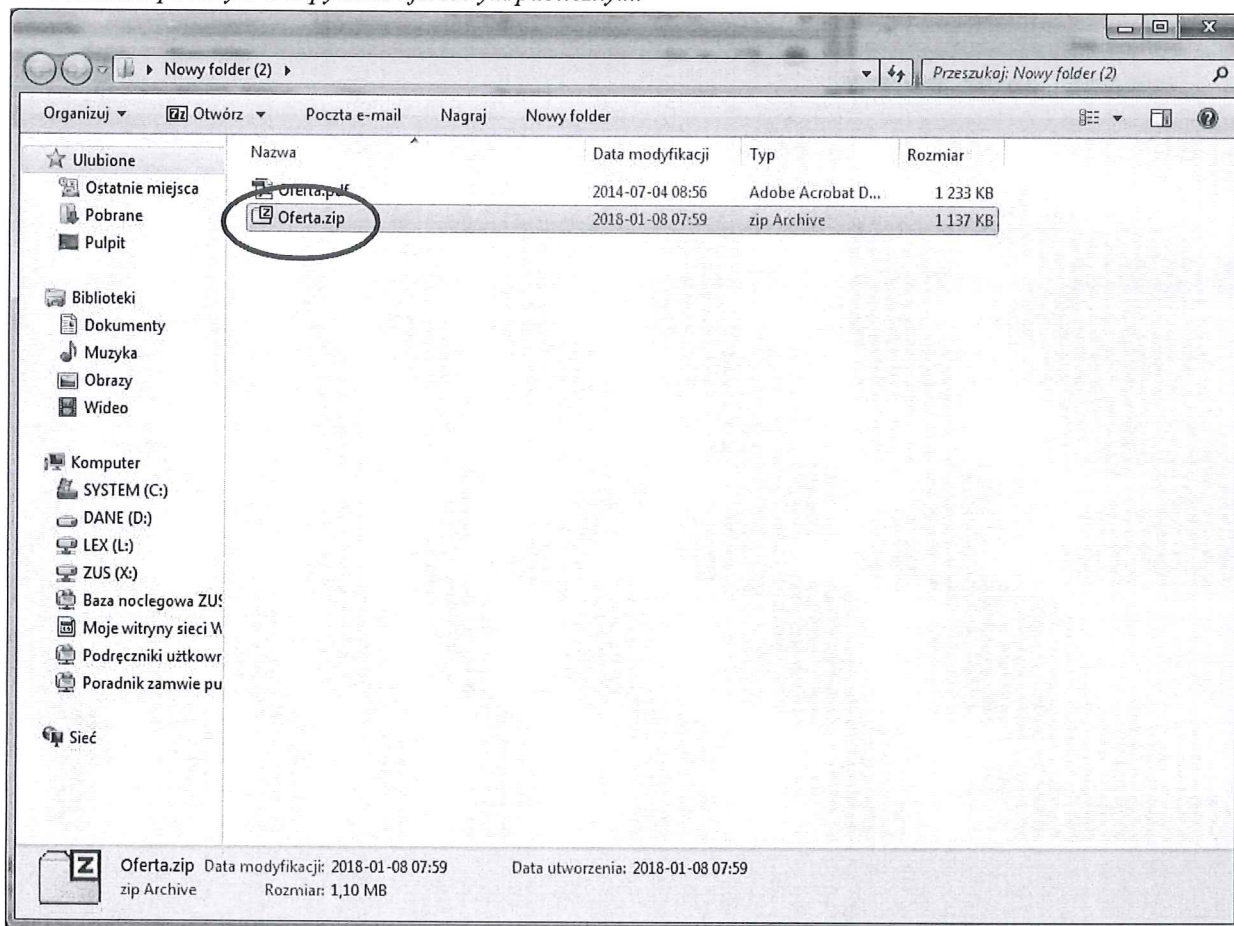 Nowy folder (2)
Przeszukaj: Nowy folder (2)
Organizuj Otwórz Poczta e-mail Nagraj Nowy folder
Nazwa Data modyfikacji Typ Rozmiar
Ulubione
Ostatnie miejsca
Pobrane
Pulpit
Biblioteki
Dokumenty
Muzyka
Obrazy
Wideo
Komputer
SYSTEM (C:)
DANE (D:)
LEX (L:)
ZUS (X:)
Baza noclegowa ZUS
Moje witryny sieci W
Podręczniki użtkowr
Poradnik zamwie pu
Sieć
Oferta.pdf 2014-07-04 08:56 Adobe Acrobat D... 1 233 KB
Oferta.zip 2018-01-08 07:59 zip Archive 1 137 KB
Oferta.zip Data modyfikacji: 2018-01-08 07:59 Data utworzenia: 2018-01-08 07:59
zip Archive Rozmiar: 1,10 MB